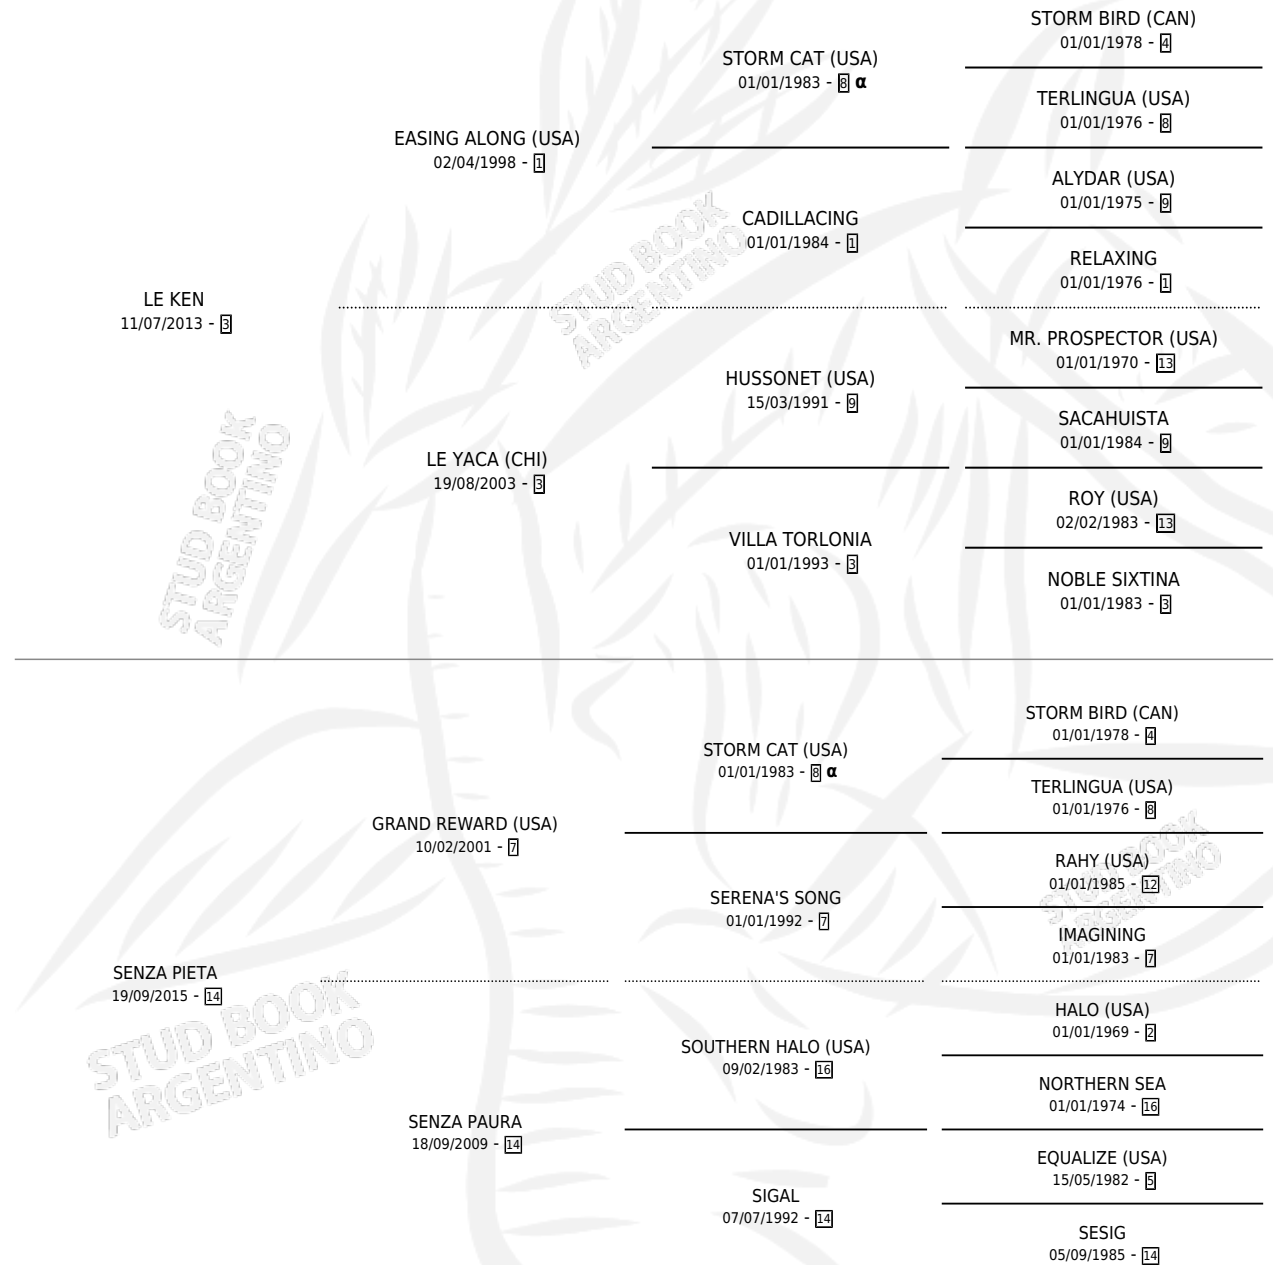 STORM BIRD (CAN)
01/01/1978 - 4
STORM CAT (USA)
01/01/1983 - 8 α
TERLINGUA (USA)
01/01/1976 - 8
EASING ALONG (USA)
02/04/1998 - 1
ALYDAR (USA)
01/01/1975 - 9
CADILLACING
01/01/1984 - 1
RELAXING
01/01/1976 - 1
LE KEN
11/07/2013 - 3
MR. PROSPECTOR (USA)
01/01/1970 - 13
HUSSONET (USA)
15/03/1991 - 9
SACAHUISTA
01/01/1984 - 9
LE YACA (CHI)
19/08/2003 - 3
ROY (USA)
02/02/1983 - 13
VILLA TORLONIA
01/01/1993 - 3
NOBLE SIXTINA
01/01/1983 - 3
STORM BIRD (CAN)
01/01/1978 - 4
STORM CAT (USA)
01/01/1983 - 8 α
TERLINGUA (USA)
01/01/1976 - 8
GRAND REWARD (USA)
10/02/2001 - 7
RAHY (USA)
01/01/1985 - 12
SERENA'S SONG
01/01/1992 - 7
IMAGINING
01/01/1983 - 7
SENZA PIETA
19/09/2015 - 14
HALO (USA)
01/01/1969 - 2
SOUTHERN HALO (USA)
09/02/1983 - 16
NORTHERN SEA
01/01/1974 - 16
SENZA PAURA
18/09/2009 - 14
EQUALIZE (USA)
15/05/1982 - 5
SIGAL
07/07/1992 - 14
SESIG
05/09/1985 - 14
STUD BOOK
ARGENTINO
STUD BOOK
ARGENTINO
STUD BOOK
ARGENTINO
STUD BOOK
ARGENTINO